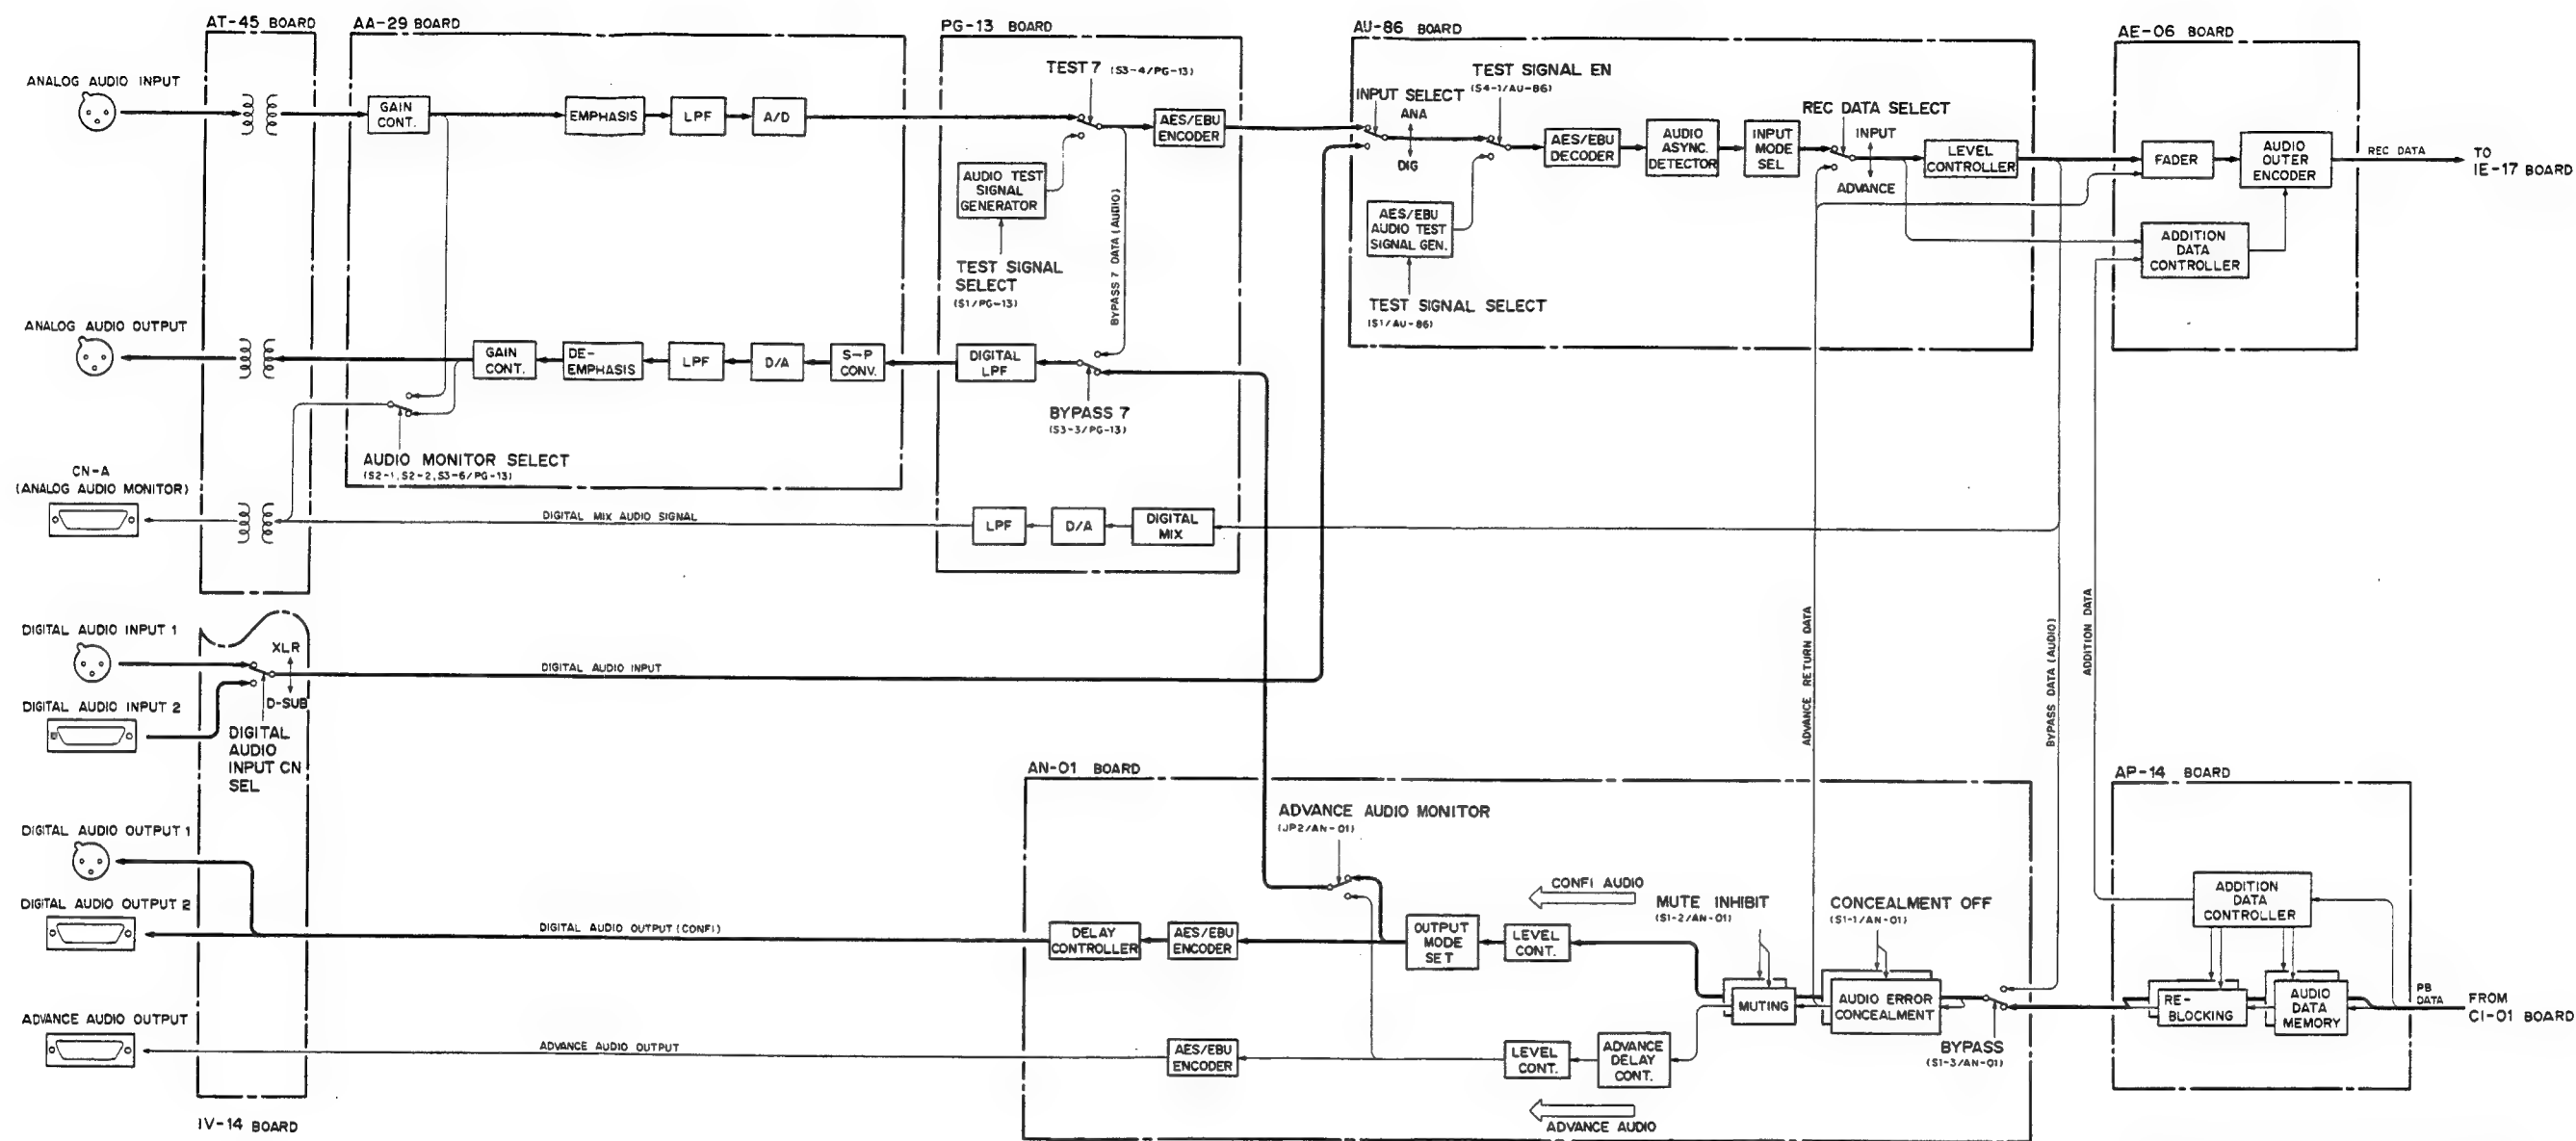 AT-45 BOARD
AA-29 BOARD
PG-13 BOARD
AU-86 BOARD
AE-06 BOARD
ANALOG AUDIO INPUT
GAIN
CONT.
EMPHASIS
LPF
A/D
TEST 7 (S3-4/PG-13)
AES/EBU
ENCODER
AUDIO TEST
SIGNAL
GENERATOR
TEST SIGNAL
SELECT
(S1/PG-13)
BYPASS 7 DATA (AUDIO)
INPUT SELECT
ANA
DIG
TEST SIGNAL EN
(S4-1/AU-86)
AES/EBU
DECODER
AUDIO
ASYNC.
DETECTOR
INPUT
MODE
SEL
REC DATA SELECT
INPUT
ADVANCE
LEVEL
CONTROLLER
AES/EBU
AUDIO TEST
SIGNAL GEN.
TEST SIGNAL SELECT
(S1/AU-86)
FADER
AUDIO
OUTER
ENCODER
REC DATA
TO
IE-17 BOARD
ADDITION
DATA
CONTROLLER
ANALOG AUDIO OUTPUT
GAIN
CONT.
DE-
EMPHASIS
LPF
D/A
S-P
CONV.
DIGITAL
LPF
BYPASS 7
(S3-3/PG-13)
AUDIO MONITOR SELECT
(S2-1, S2-2, S3-6/PG-13)
CN-A
(ANALOG AUDIO MONITOR)
DIGITAL MIX AUDIO SIGNAL
LPF
D/A
DIGITAL
MIX
DIGITAL AUDIO INPUT 1
XLR
D-SUB
DIGITAL AUDIO INPUT
DIGITAL AUDIO INPUT 2
DIGITAL
AUDIO
INPUT CN
SEL
ADVANCE RETURN DATA
BYPASS DATA (AUDIO)
ADDITION DATA
AN-01 BOARD
AP-14 BOARD
DIGITAL AUDIO OUTPUT 1
DIGITAL AUDIO OUTPUT 2
DIGITAL AUDIO OUTPUT (CONFI)
ADVANCE AUDIO MONITOR
(JP2/AN-01)
CONFI AUDIO
MUTE INHIBIT
(S1-2/AN-01)
CONCEALMENT OFF
(S1-1/AN-01)
DELAY
CONTROLLER
AES/EBU
ENCODER
OUTPUT
MODE
SET
LEVEL
CONT.
MUTING
AUDIO ERROR
CONCEALMENT
BYPASS
(S1-3/AN-01)
ADDITION
DATA
CONTROLLER
RE-
BLOCKING
AUDIO
DATA
MEMORY
PB
DATA
FROM
CI-01 BOARD
ADVANCE AUDIO OUTPUT
ADVANCE AUDIO OUTPUT
AES/EBU
ENCODER
LEVEL
CONT.
ADVANCE
DELAY
CONT.
ADVANCE AUDIO
IV-14 BOARD